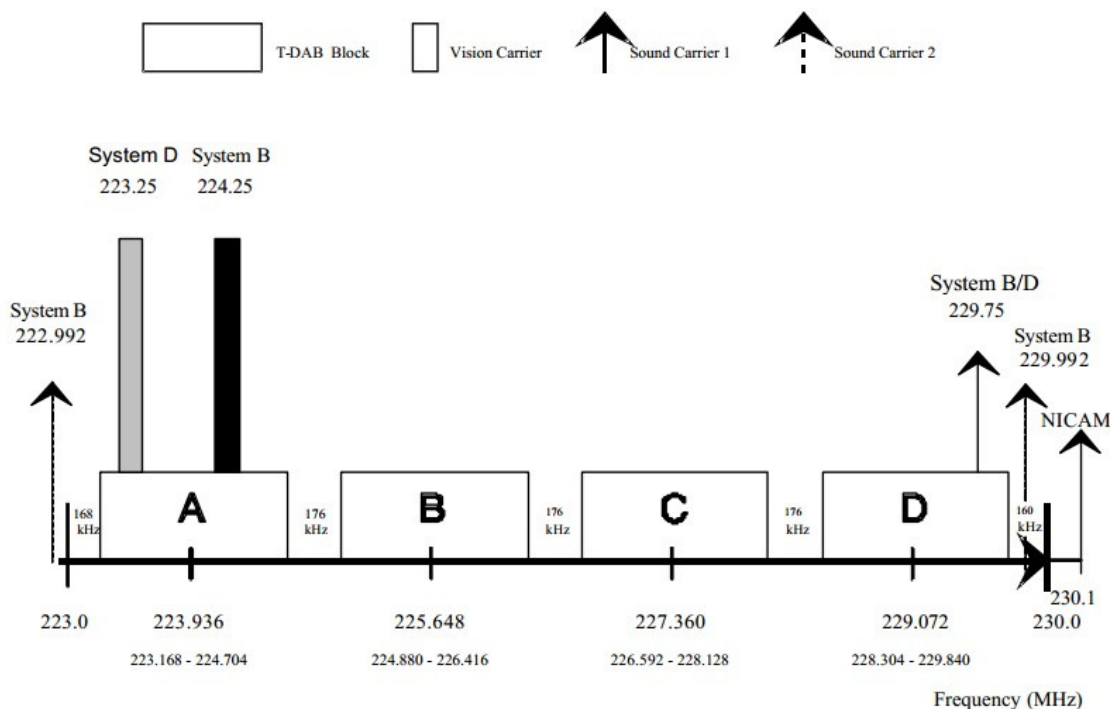 T-DAB Block
Vision Carrier
Sound Carrier 1
Sound Carrier 2
System D
223.25
System B
224.25
System B
222.992
System B/D
229.75
System B
229.992
NICAM
168
kHz
A
176
kHz
B
176
kHz
C
176
kHz
D
160
kHz
230.1
223.0
223.936
225.648
227.360
229.072
230.0
223.168 - 224.704
224.880 - 226.416
226.592 - 228.128
228.304 - 229.840
Frequency (MHz)